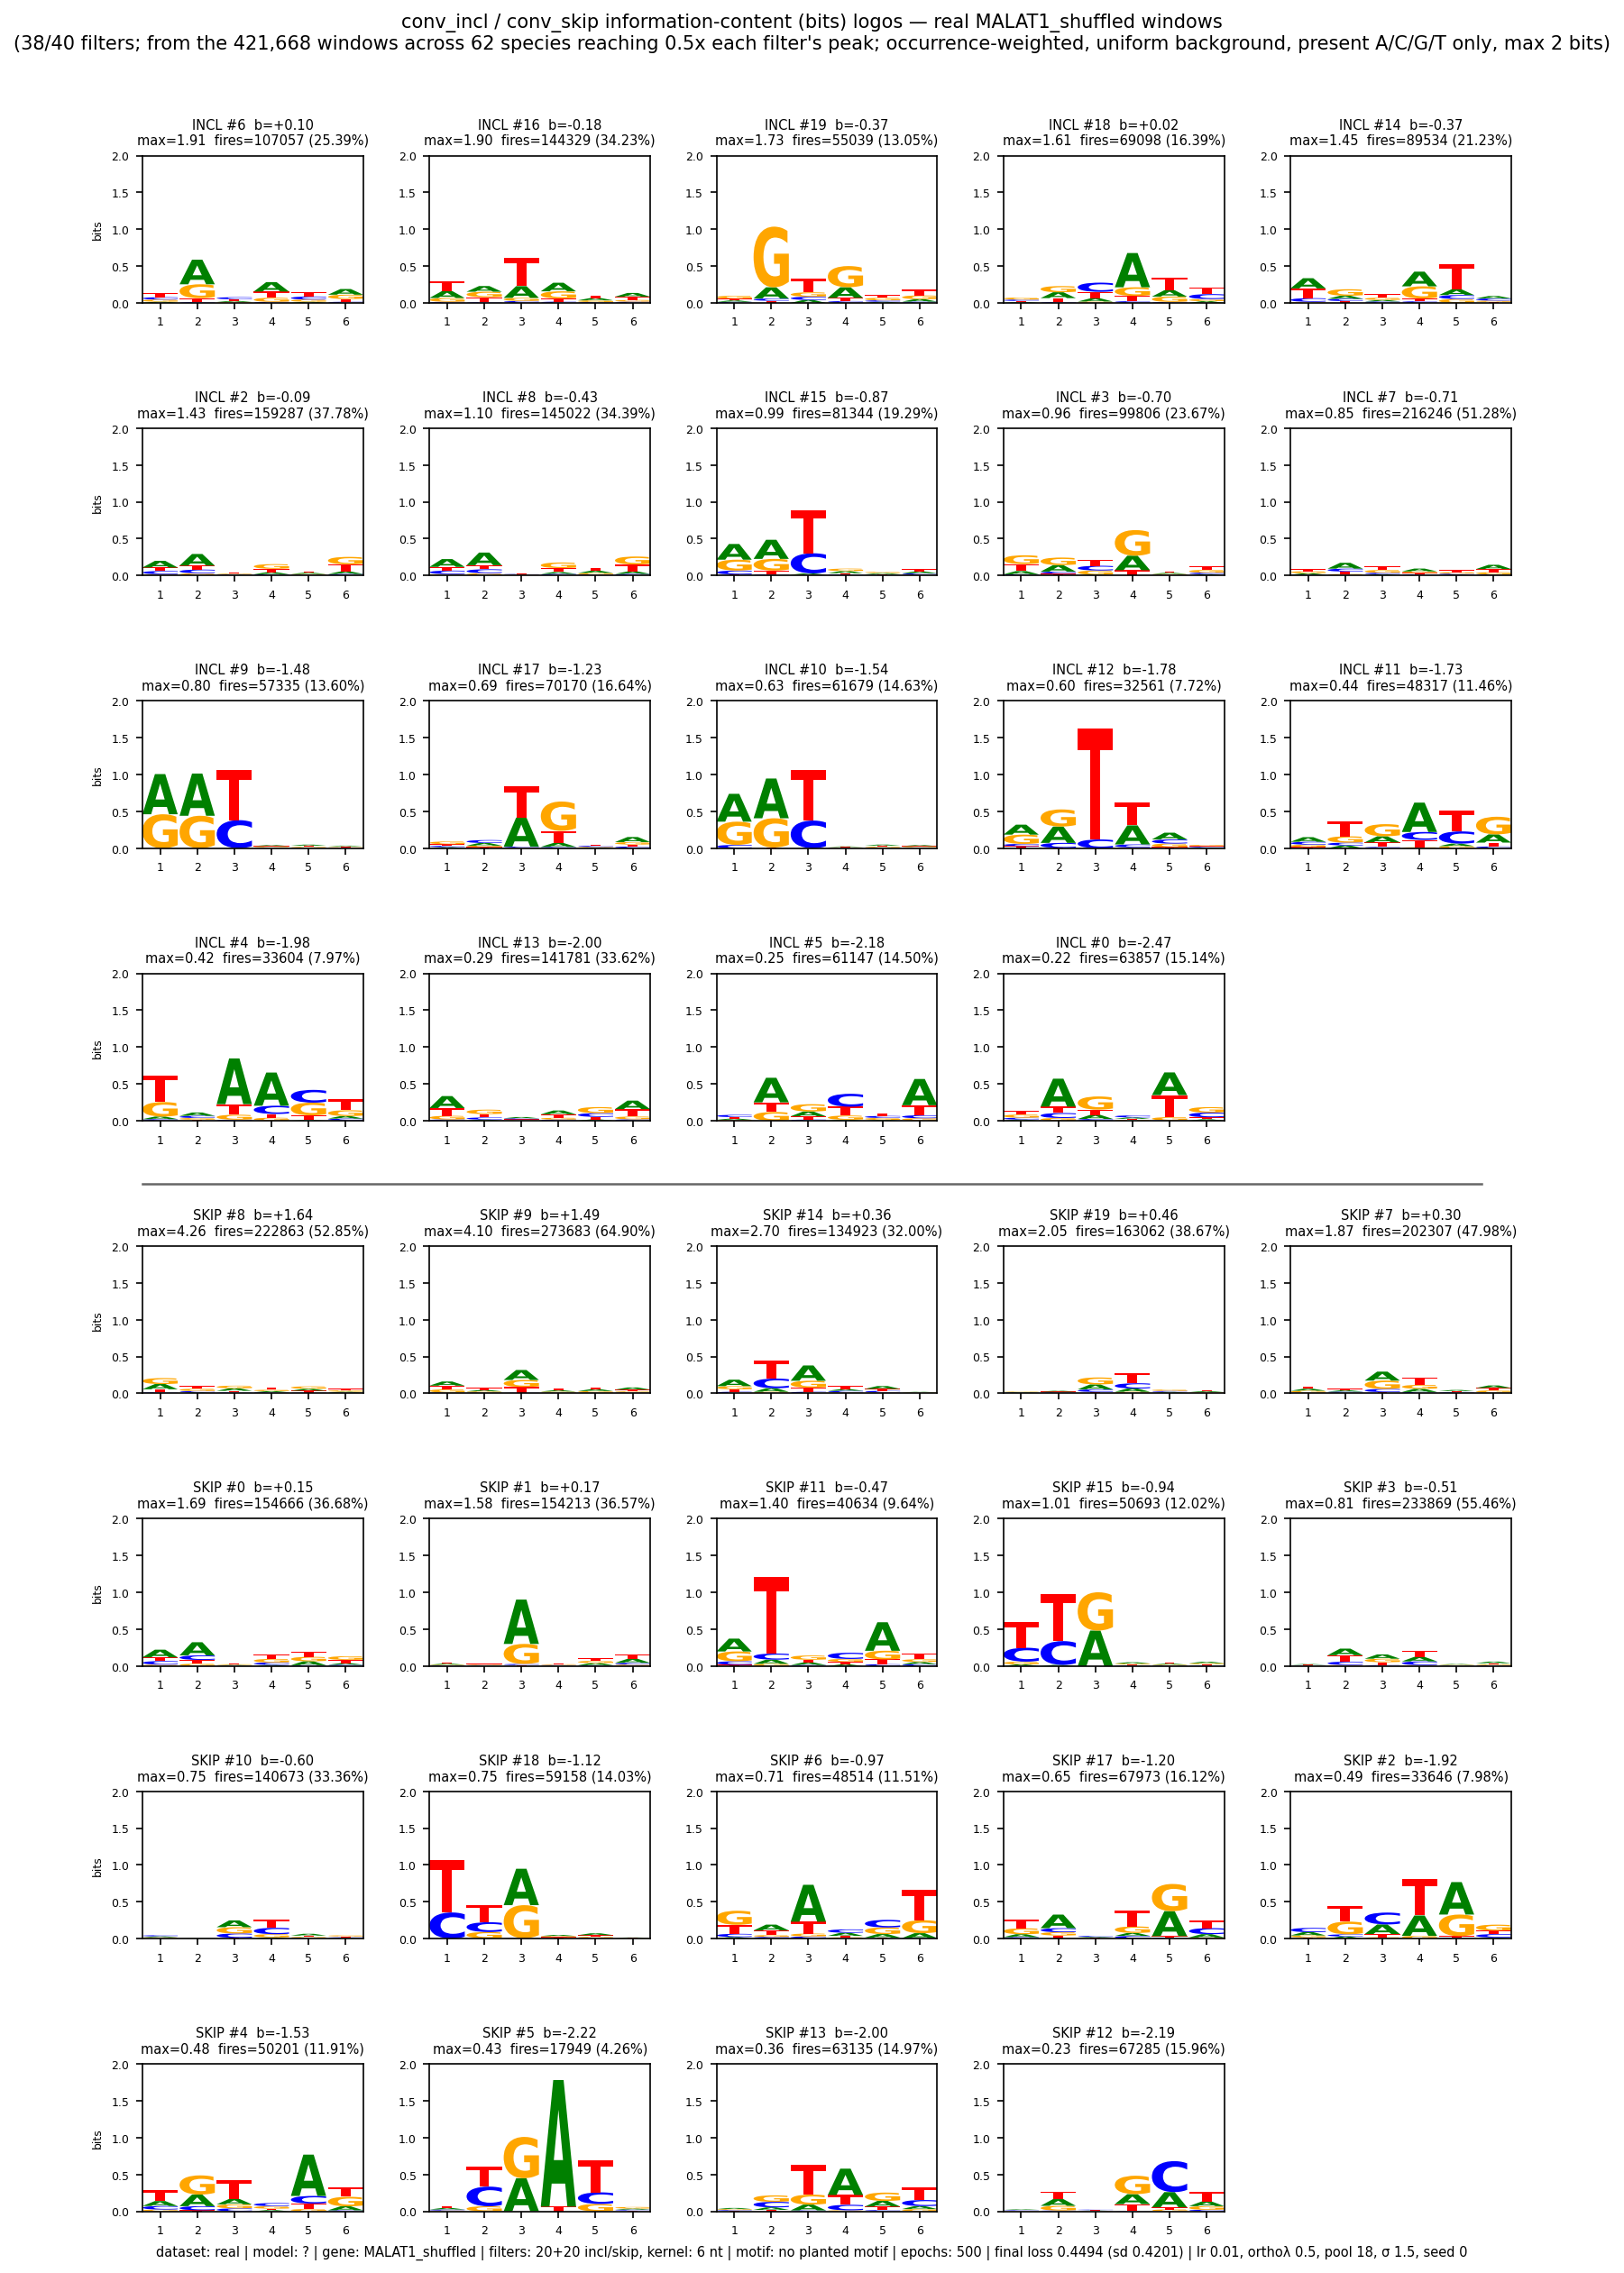 conv_incl / conv_skip information-content (bits) logos — real MALAT1_shuffled windows
(38/40 filters; from the 421,668 windows across 62 species reaching 0.5x each filter's peak; occurrence-weighted, uniform background, present A/C/G/T only, max 2 bits)
INCL #6 b=+0.10
max=1.91 fires=107057 (25.39%)
INCL #16 b=-0.18
max=1.90 fires=144329 (34.23%)
INCL #19 b=-0.37
max=1.73 fires=55039 (13.05%)
INCL #18 b=+0.02
max=1.61 fires=69098 (16.39%)
INCL #14 b=-0.37
max=1.45 fires=89534 (21.23%)
INCL #2 b=-0.09
max=1.43 fires=159287 (37.78%)
INCL #8 b=-0.43
max=1.10 fires=145022 (34.39%)
INCL #15 b=-0.87
max=0.99 fires=81344 (19.29%)
INCL #3 b=-0.70
max=0.96 fires=99806 (23.67%)
INCL #7 b=-0.71
max=0.85 fires=216246 (51.28%)
INCL #9 b=-1.48
max=0.80 fires=57335 (13.60%)
INCL #17 b=-1.23
max=0.69 fires=70170 (16.64%)
INCL #10 b=-1.54
max=0.63 fires=61679 (14.63%)
INCL #12 b=-1.78
max=0.60 fires=32561 (7.72%)
INCL #11 b=-1.73
max=0.44 fires=48317 (11.46%)
INCL #4 b=-1.98
max=0.42 fires=33604 (7.97%)
INCL #13 b=-2.00
max=0.29 fires=141781 (33.62%)
INCL #5 b=-2.18
max=0.25 fires=61147 (14.50%)
INCL #0 b=-2.47
max=0.22 fires=63857 (15.14%)
SKIP #8 b=+1.64
max=4.26 fires=222863 (52.85%)
SKIP #9 b=+1.49
max=4.10 fires=273683 (64.90%)
SKIP #14 b=+0.36
max=2.70 fires=134923 (32.00%)
SKIP #19 b=+0.46
max=2.05 fires=163062 (38.67%)
SKIP #7 b=+0.30
max=1.87 fires=202307 (47.98%)
SKIP #0 b=+0.15
max=1.69 fires=154666 (36.68%)
SKIP #1 b=+0.17
max=1.58 fires=154213 (36.57%)
SKIP #11 b=-0.47
max=1.40 fires=40634 (9.64%)
SKIP #15 b=-0.94
max=1.01 fires=50693 (12.02%)
SKIP #3 b=-0.51
max=0.81 fires=233869 (55.46%)
SKIP #10 b=-0.60
max=0.75 fires=140673 (33.36%)
SKIP #18 b=-1.12
max=0.75 fires=59158 (14.03%)
SKIP #6 b=-0.97
max=0.71 fires=48514 (11.51%)
SKIP #17 b=-1.20
max=0.65 fires=67973 (16.12%)
SKIP #2 b=-1.92
max=0.49 fires=33646 (7.98%)
SKIP #4 b=-1.53
max=0.48 fires=50201 (11.91%)
SKIP #5 b=-2.22
max=0.43 fires=17949 (4.26%)
SKIP #13 b=-2.00
max=0.36 fires=63135 (14.97%)
SKIP #12 b=-2.19
max=0.23 fires=67285 (15.96%)
dataset: real | model: ? | gene: MALAT1_shuffled | filters: 20+20 incl/skip, kernel: 6 nt | motif: no planted motif | epochs: 500 | final loss 0.4494 (sd 0.4201) | lr 0.01, orthoλ 0.5, pool 18, σ 1.5, seed 0